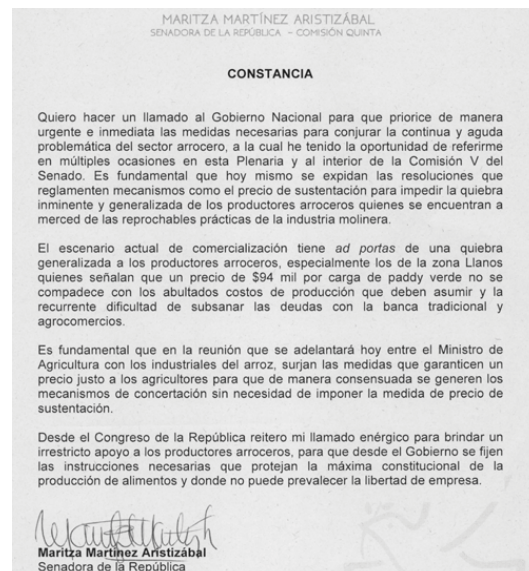 MARITZA MARTÍNEZ ARISTIZÁBAL
SENADORA DE LA REPÚBLICA – COMISIÓN QUINTA
CONSTANCIA
Quiero hacer un llamado al Gobierno Nacional para que priorice de manera
urgente e inmediata las medidas necesarias para conjurar la continua y aguda
problemática del sector arrocero, a la cual he tenido la oportunidad de referirme
en múltiples ocasiones en esta Plenaria y al interior de la Comisión V del
Senado. Es fundamental que hoy mismo se expidan las resoluciones que
reglamenten mecanismos como el precio de sustentación para impedir la quiebra
inminente y generalizada de los productores arroceros quienes se encuentran a
merced de las reprochables prácticas de la industria molinera.
El escenario actual de comercialización tiene ad portas de una quiebra
generalizada a los productores arroceros, especialmente los de la zona Llanos
quienes señalan que un precio de $94 mil por carga de paddy verde no se
compadece con los abultados costos de producción que deben asumir y la
recurrente dificultad de subsanar las deudas con la banca tradicional y
agrocomercios.
Es fundamental que en la reunión que se adelantará hoy entre el Ministro de
Agricultura con los industriales del arroz, surjan las medidas que garanticen un
precio justo a los agricultores para que de manera consensuada se generen los
mecanismos de concertación sin necesidad de imponer la medida de precio de
sustentación.
Desde el Congreso de la República reitero mi llamado enérgico para brindar un
irrestricto apoyo a los productores arroceros, para que desde el Gobierno se fijen
las instrucciones necesarias que protejan la máxima constitucional de la
producción de alimentos y donde no puede prevalecer la libertad de empresa.
Maritza Martínez Aristizábal
Senadora de la República